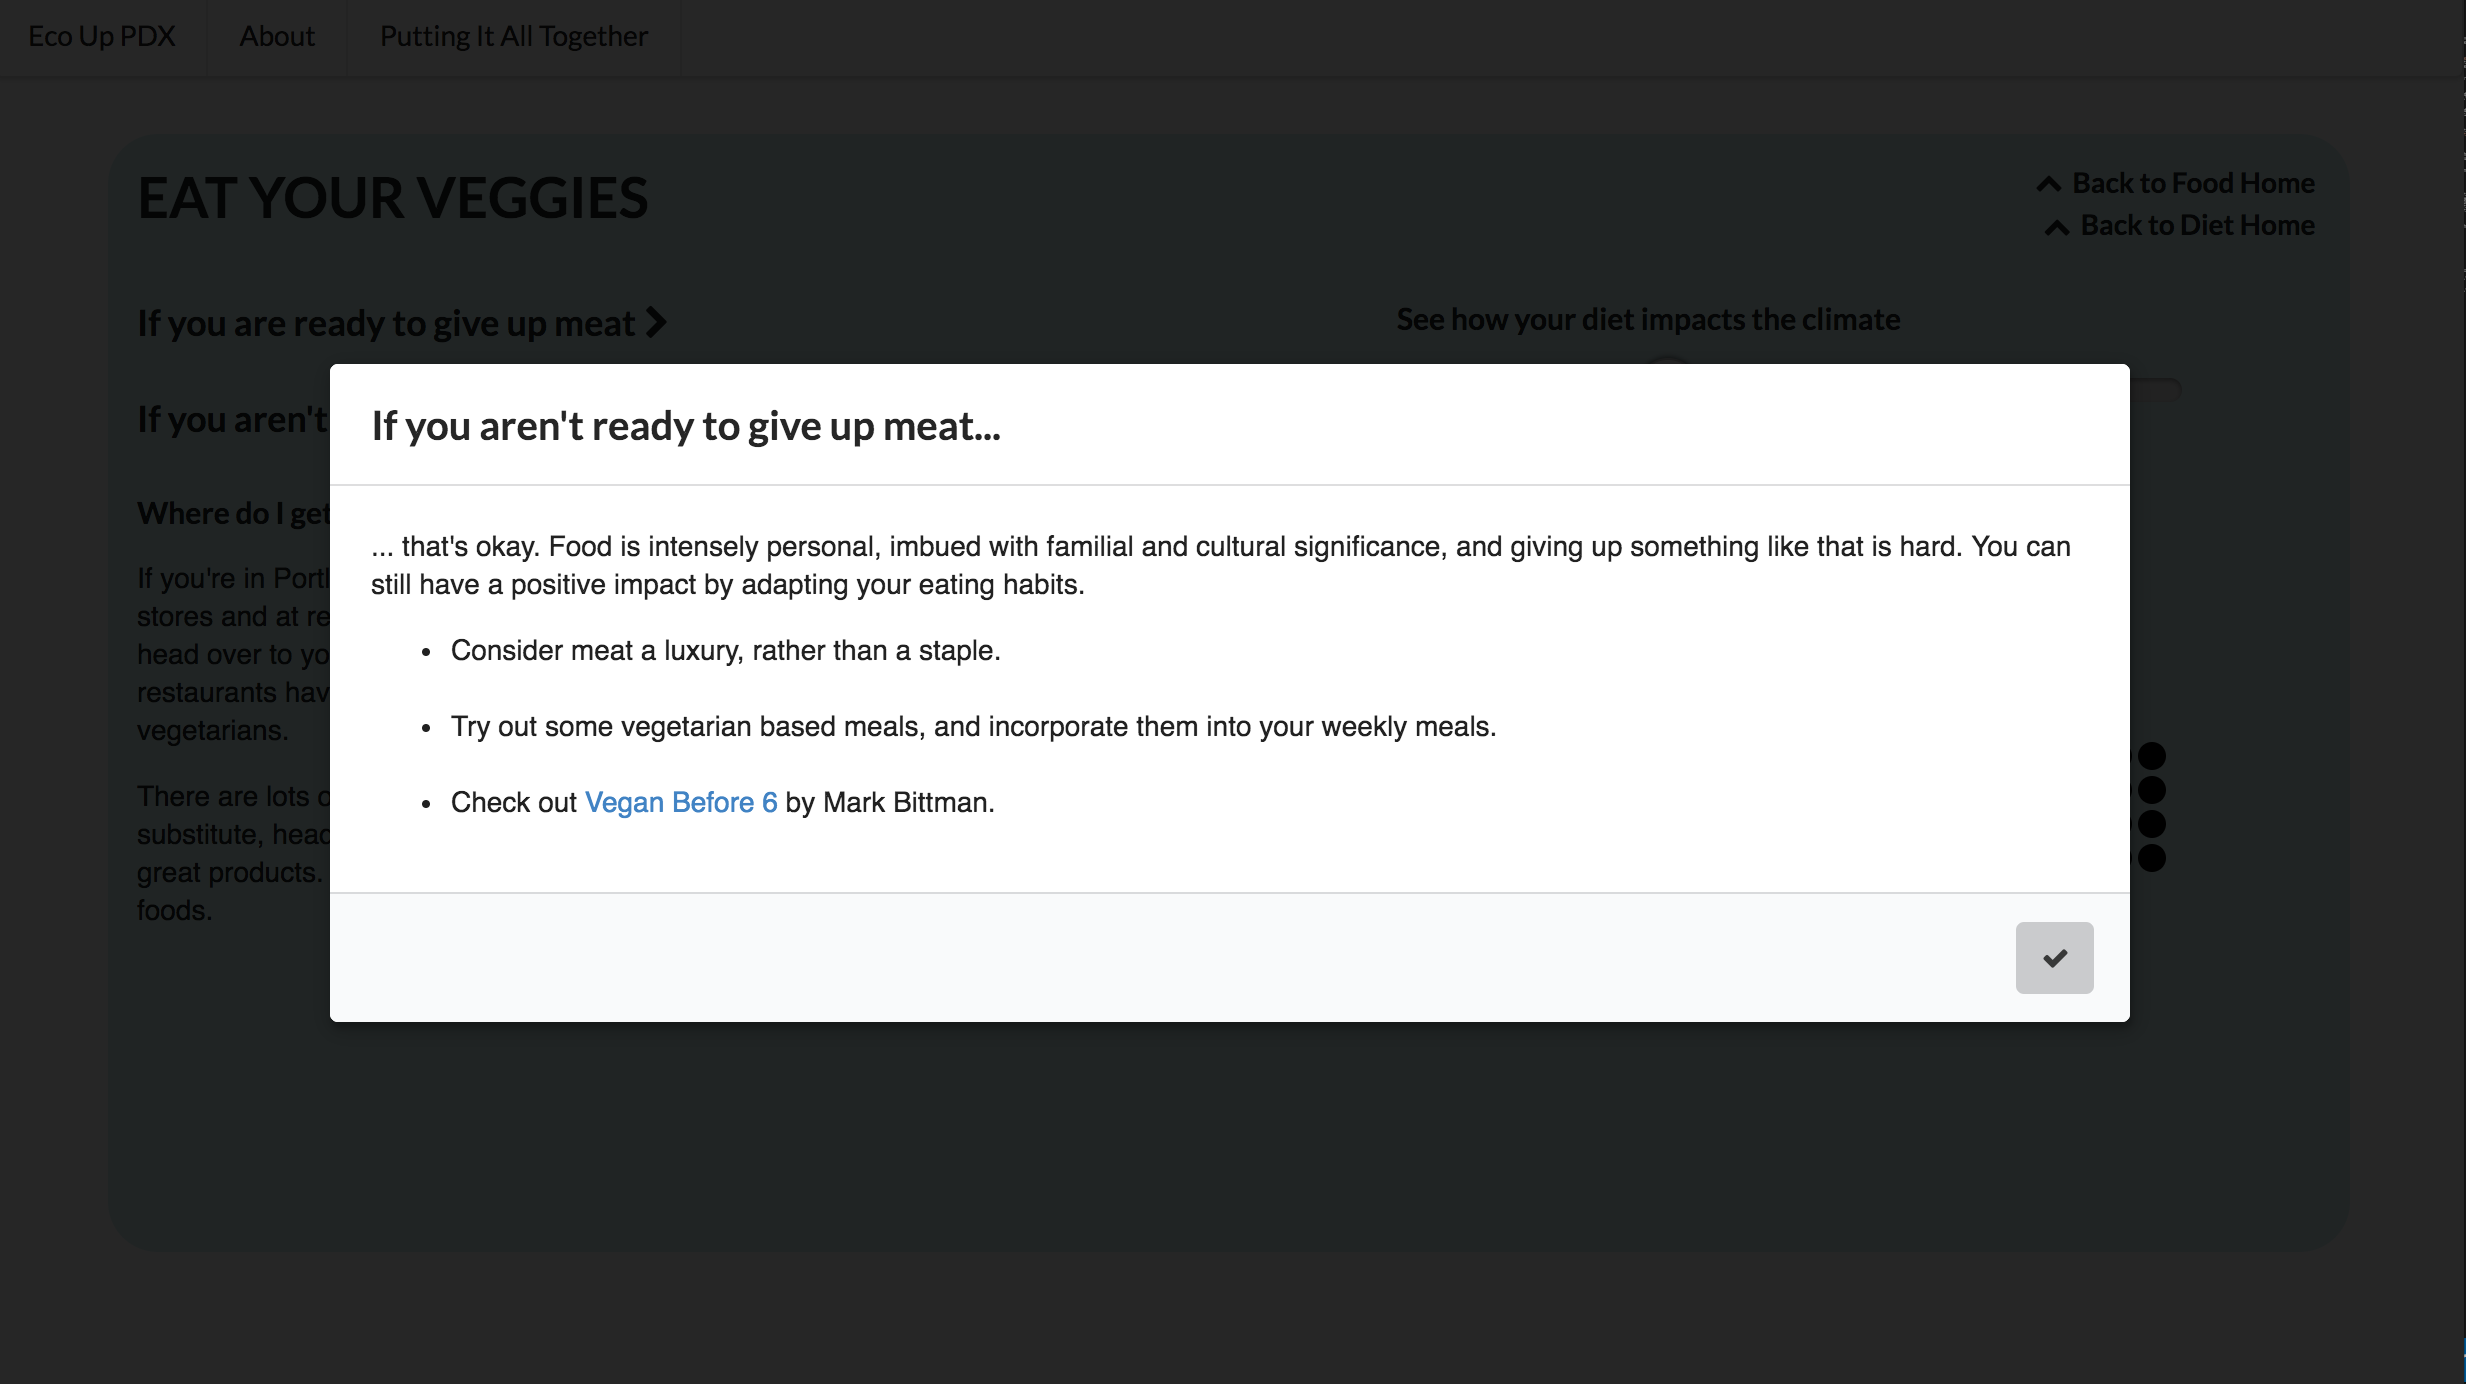 Eco Up PDX
About
Putting It All Together
EAT YOUR VEGGIES
Back to Food Home
Back to Diet Home
If you are ready to give up meat
See how your diet impacts the climate
If you aren't
Where do I get
If you're in
stores and at
head over to
restaurants
vegetarians.
There are lots
substitute,
great products.
foods.
If you aren't ready to give up meat...
... that's okay. Food is intensely personal, imbued with familial and cultural significance, and giving up something like that is hard. You can
still have a positive impact by adapting your eating habits.
• Consider meat a luxury, rather than a staple.
• Try out some vegetarian based meals, and incorporate them into your weekly meals.
• Check out Vegan Before 6 by Mark Bittman.